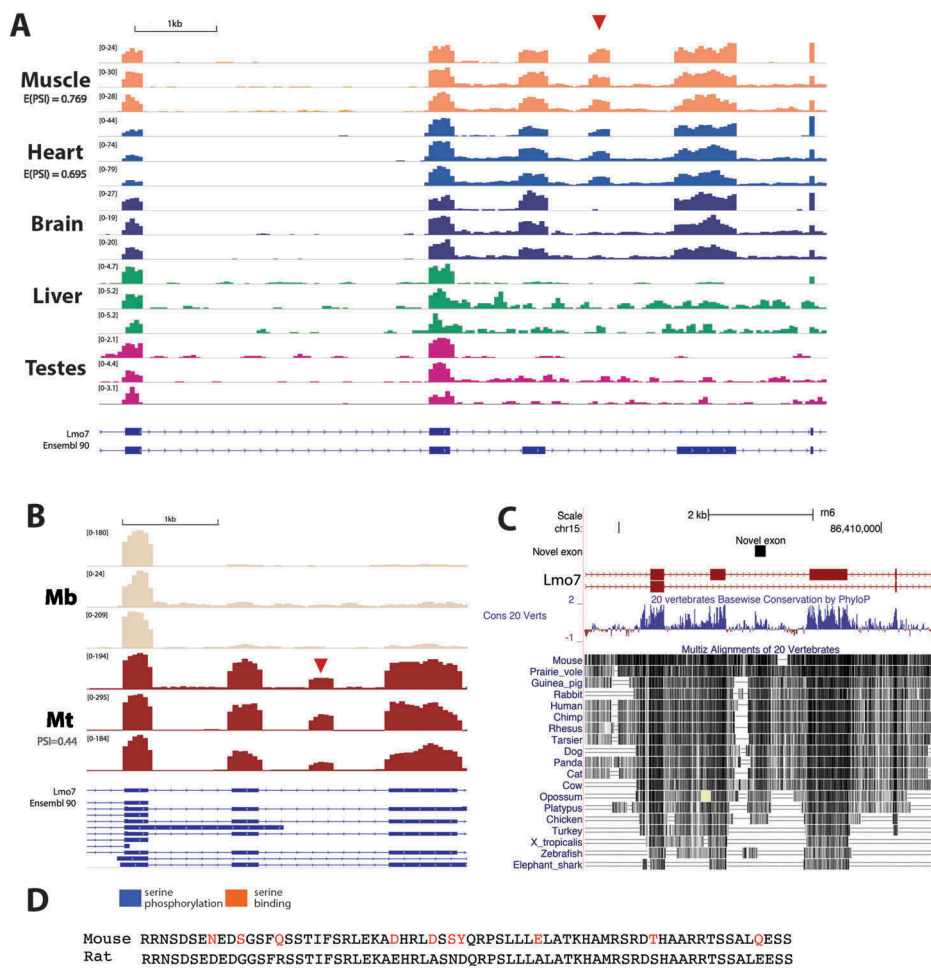 A
1kb
[0-24]
Muscle
[0-30]
E(PSI) = 0.769
[0-28]
[0-44]
Heart
[0-74]
E(PSI) = 0.695
[0-79]
[0-27]
Brain
[0-19]
[0-20]
[0-4.7]
Liver
[0-5.2]
[0-5.2]
[0-2.1]
Testes
[0-4.4]
[0-3.1]
Lmo7
Ensembl 90
B
1kb
[0-180]
Mb
[0-24]
[0-209]
[0-194]
Mt
[0-295]
PSI=0.44
[0-184]
Lmo7
Ensembl 90
C
Scale
2 kb
m6
chr15:
86,410,000
Novel exon
Novel exon
Lmo7
20 vertebrates Basewise Conservation by PhyloP
2
Cons 20 Verts
-1
Multiz Alignments of 20 Vertebrates
Mouse
Prairie_vole
Guinea_pig
Rabbit
Human
Chimp
Rhesus
Tarsier
Dog
Panda
Cat
Cow
Opossum
Platypus
Chicken
Turkey
X_tropicalis
Zebrafish
Elephant_shark
D
serine phosphorylation
serine binding
Mouse RRNSDSENEDSGSFQSSTIFSRLEKADHRLDSSYQRPSLLLELATKHAMRSRDTHAARRTSSALQESS
Rat RRNSDSEDEDGGSFRSSTIFSRLEKAEHRLASNDQRPSLLLALATKHAMRSRDSHAARRTSSALEESS